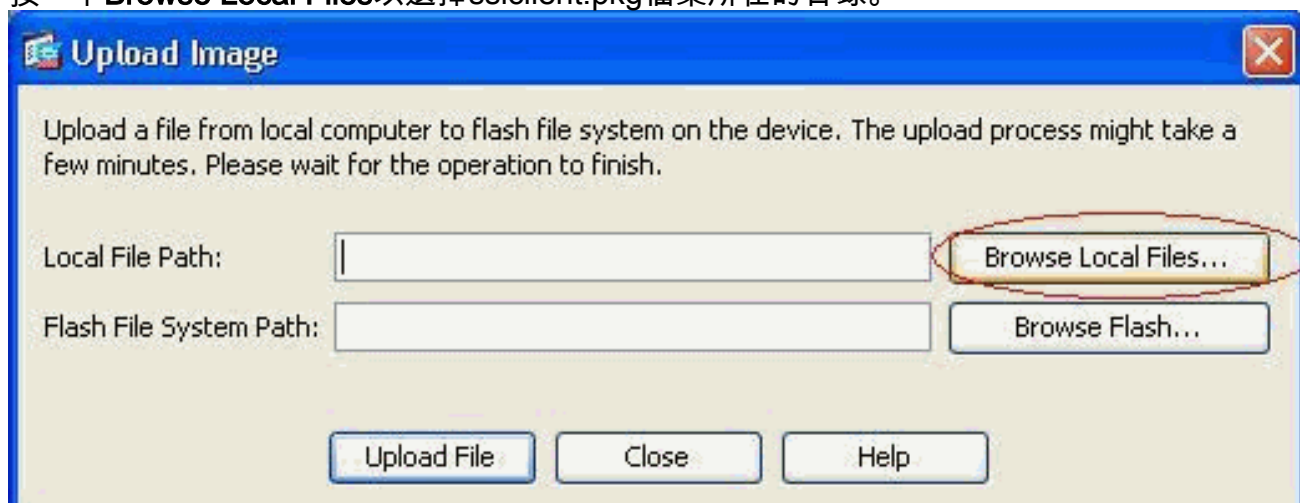 按一下Browse Local Files以選擇sslclient.pkg檔案所在的目錄。
Upload Image
Upload a file from local computer to flash file system on the device. The upload process might take a
few minutes. Please wait for the operation to finish.
Local File Path:
Browse Local Files...
Flash File System Path:
Browse Flash...
Upload File
Close
Help